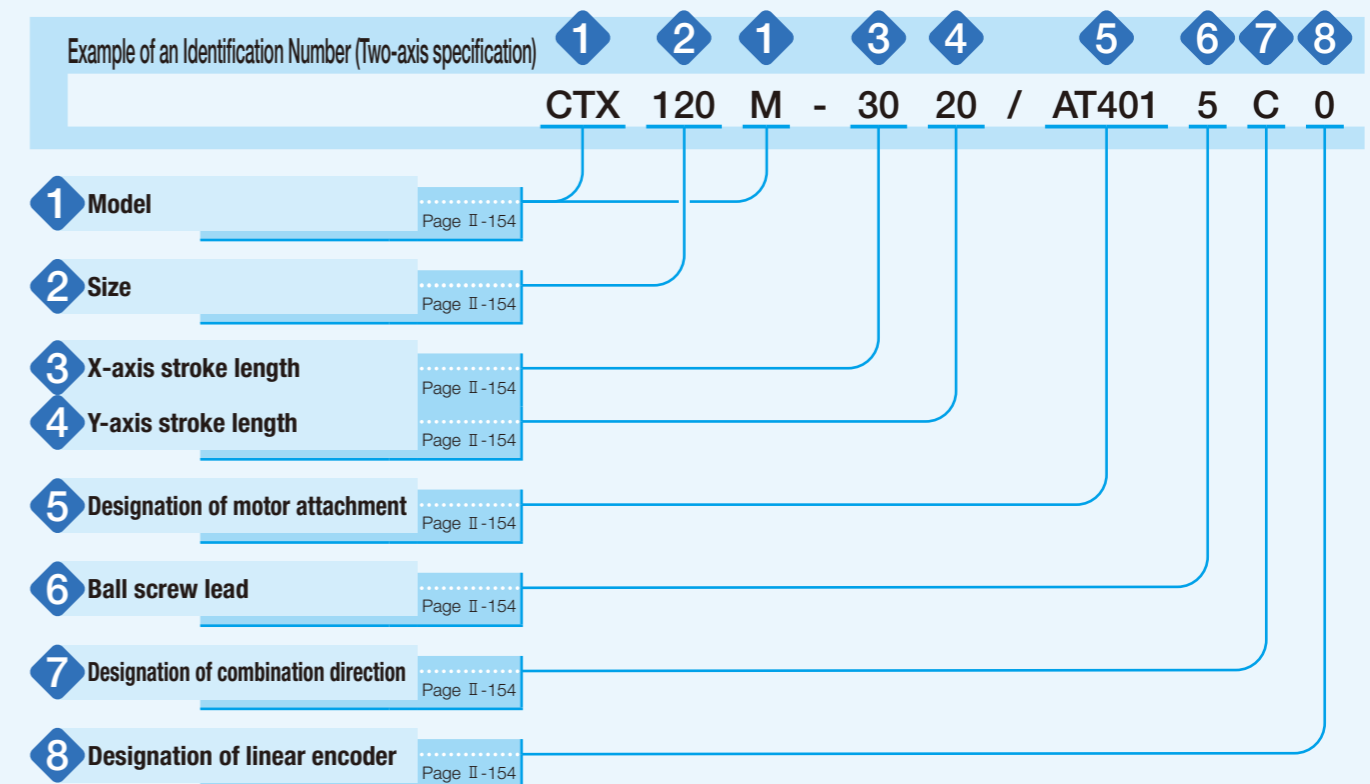 Example of an Identification Number (Two-axis specification) 1 2 1 3 4 5 6 7 8
CTX 120 M - 30 20 / AT401 5 C 0
1 Model
Page Ⅱ-154
2 Size
Page Ⅱ-154
3 X-axis stroke length
Page Ⅱ-154
4 Y-axis stroke length
Page Ⅱ-154
5 Designation of motor attachment
Page Ⅱ-154
6 Ball screw lead
Page Ⅱ-154
7 Designation of combination direction
Page Ⅱ-154
8 Designation of linear encoder
Page Ⅱ-154